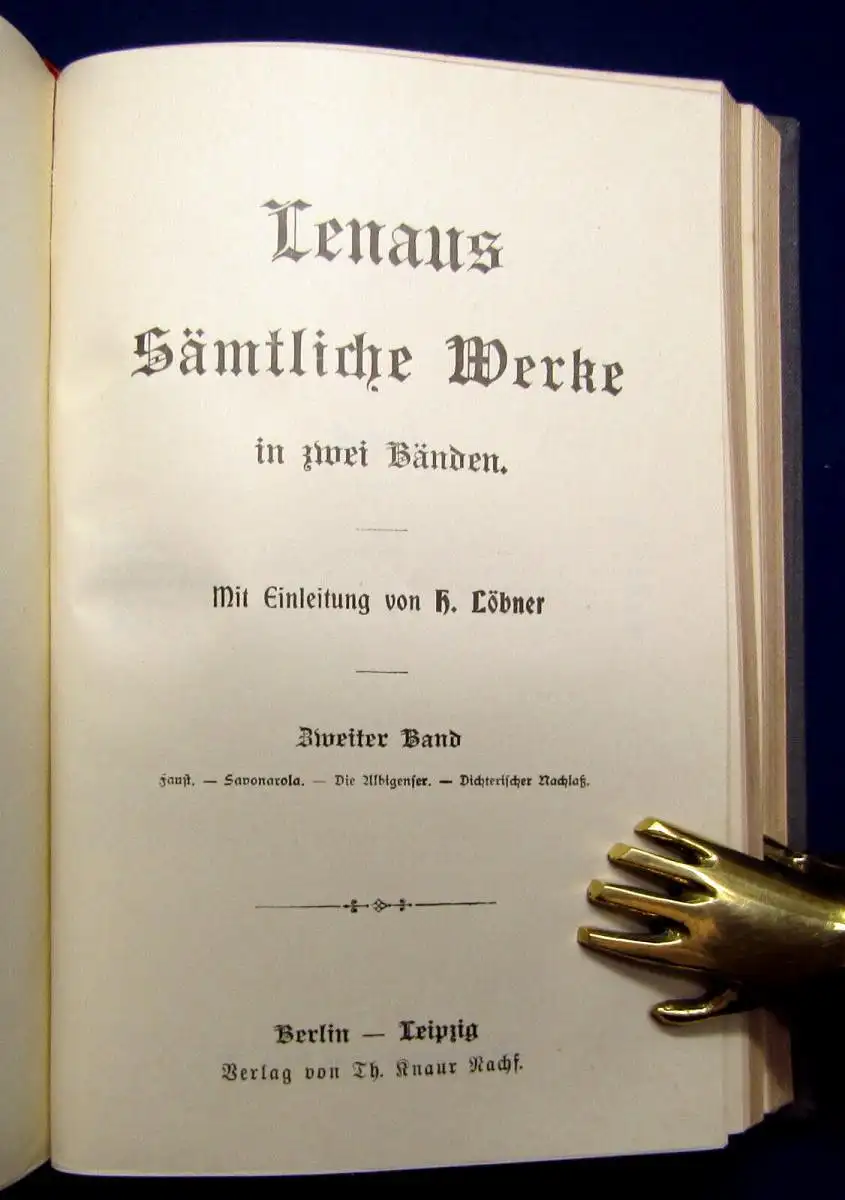 Lenaus
Sämtliche Werke
in zwei Bänden.
Mit Einleitung von H. Löbner
Zweiter Band
Faust. — Savonarola. — Die Albigenser. — Dichterischer Nachlaß.
Berlin — Leipzig
Verlag von Th. Knaur Nachf.